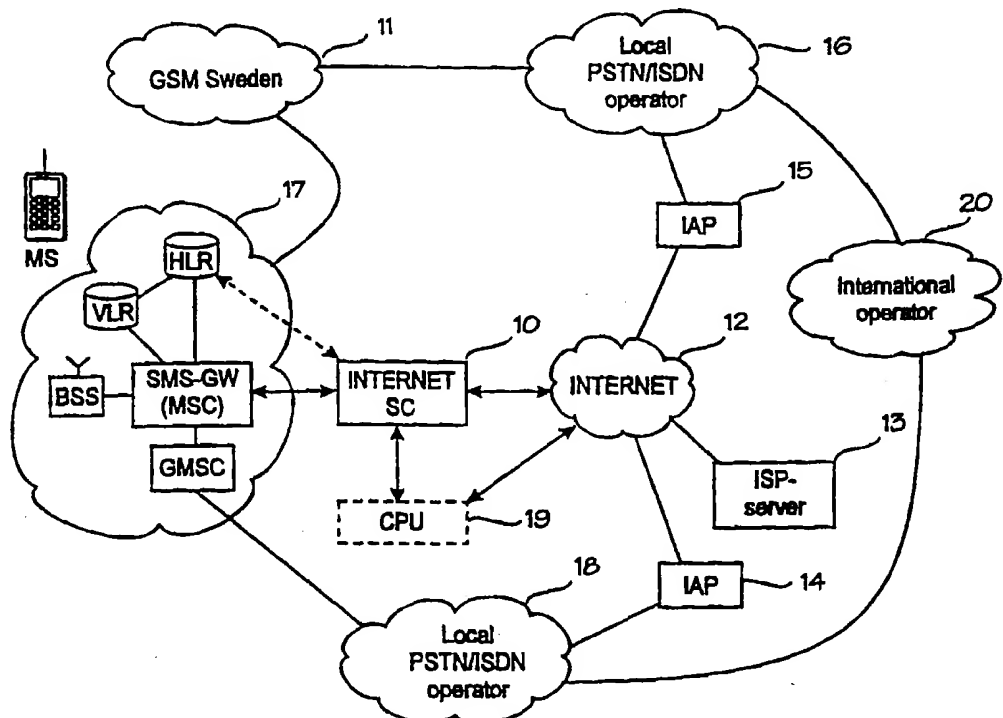 11
GSM Sweden
Local
PSTN/ISDN
operator
16
MS
17
HLR
VLR
BSS
SMS-GW
(MSC)
GMSC
15
IAP
20
International
operator
10
INTERNET
SC
12
INTERNET
CPU
19
13
ISP-
server
IAP
14
18
Local
PSTN/ISDN
operator